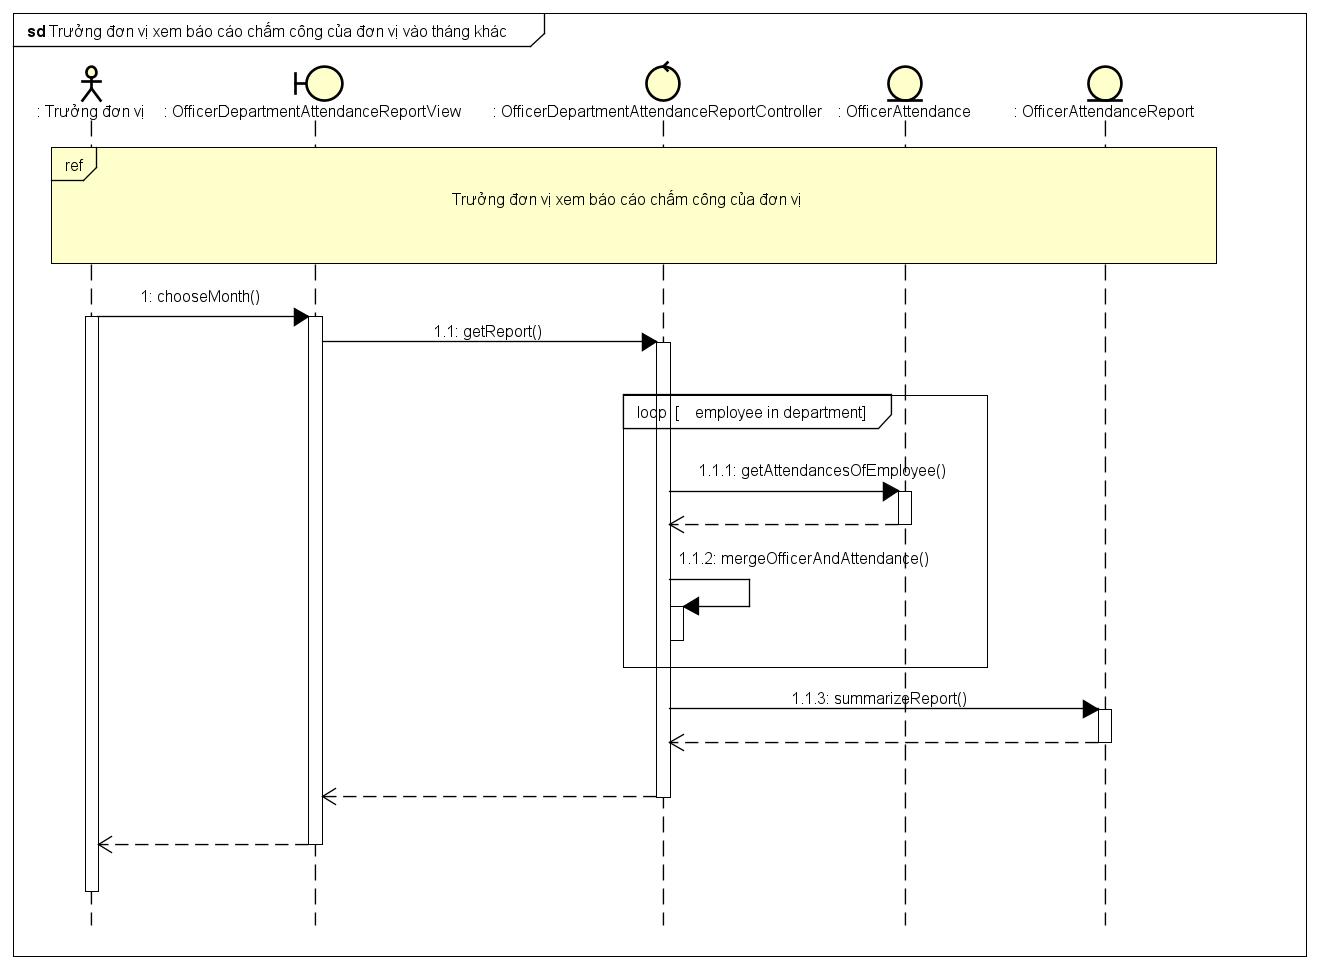 sd Trưởng đơn vị xem báo cáo chấm công của đơn vị vào tháng khác
: Trưởng đơn vị
: OfficerDepartmentAttendanceReportView
: OfficerDepartmentAttendanceReportController
: OfficerAttendance
: OfficerAttendanceReport
ref
Trưởng đơn vị xem báo cáo chấm công của đơn vị
1: chooseMonth()
1.1: getReport()
loop [ employee in department]
1.1.1: getAttendancesOfEmployee()
1.1.2: mergeOfficerAndAttendance()
1.1.3: summarizeReport()